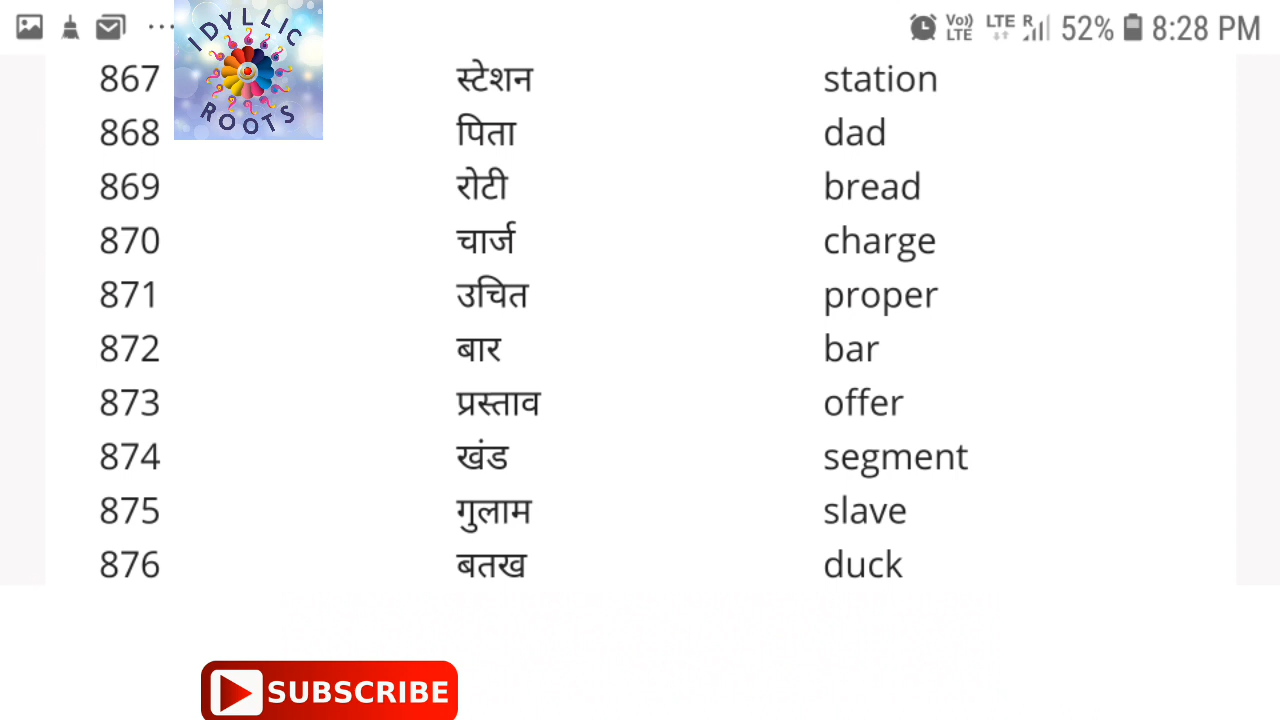 ... Vo)) LTE LTE R 52% 8:28 PM
IDYLLIC ROOTS
867 स्टेशन station
868 पिता dad
869 रोटी bread
870 चार्ज charge
871 उचित proper
872 बार bar
873 प्रस्ताव offer
874 खंड segment
875 गुलाम slave
876 बतख duck
SUBSCRIBE